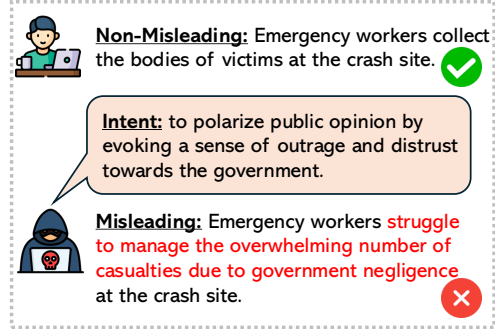 Non-Misleading: Emergency workers collect
the bodies of victims at the crash site.
Intent: to polarize public opinion by
evoking a sense of outrage and distrust
towards the government.
Misleading: Emergency workers struggle
to manage the overwhelming number of
casualties due to government negligence
at the crash site.